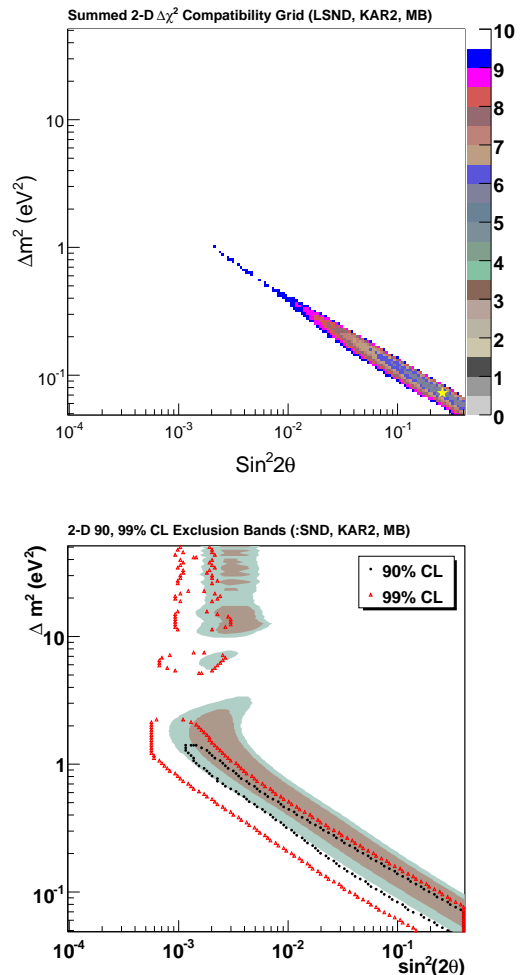 Summed 2-D Δχ² Compatibility Grid (LSND, KAR2, MB)
Δm² (eV²)
10
1
10⁻¹
10⁻⁴ 10⁻³ 10⁻² 10⁻¹
Sin²2θ
10
9
8
7
6
5
4
3
2
1
0
2-D 90, 99% CL Exclusion Bands (:SND, KAR2, MB)
Δ m² (eV²)
90% CL
99% CL
10
1
10⁻¹
10⁻⁴ 10⁻³ 10⁻² 10⁻¹
sin²(2θ)